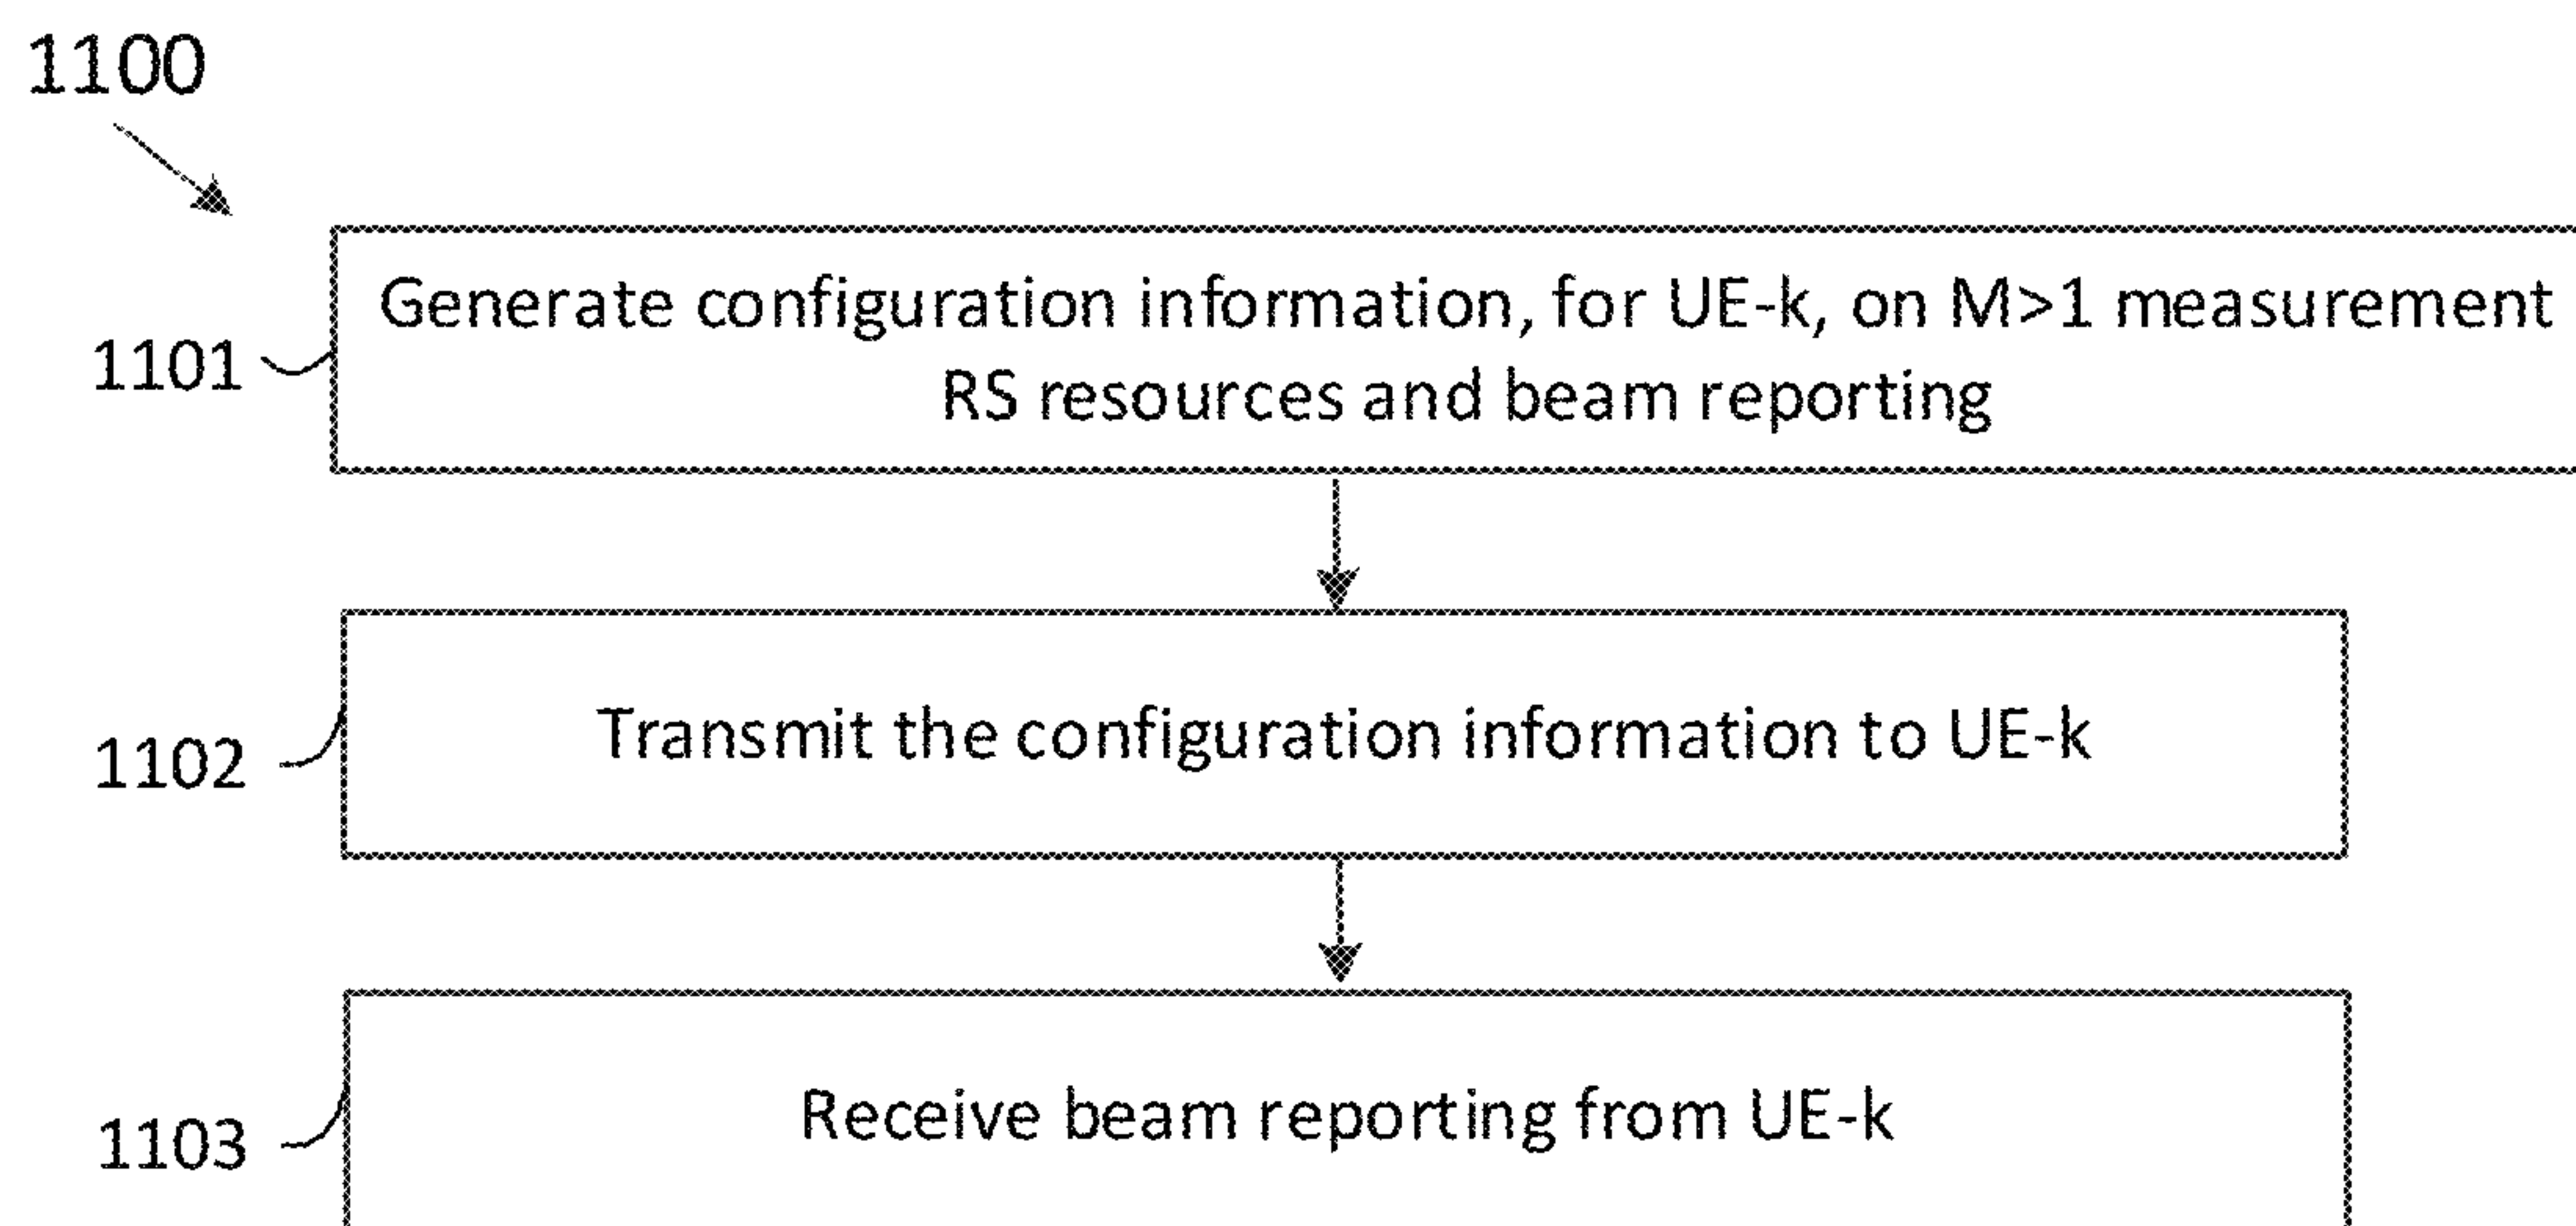 1100
Generate configuration information, for UE-k, on M>1 measurement
1101
RS resources and beam reporting
Transmit the configuration information to UE-k
1102
Receive beam reporting from UE-k
1103